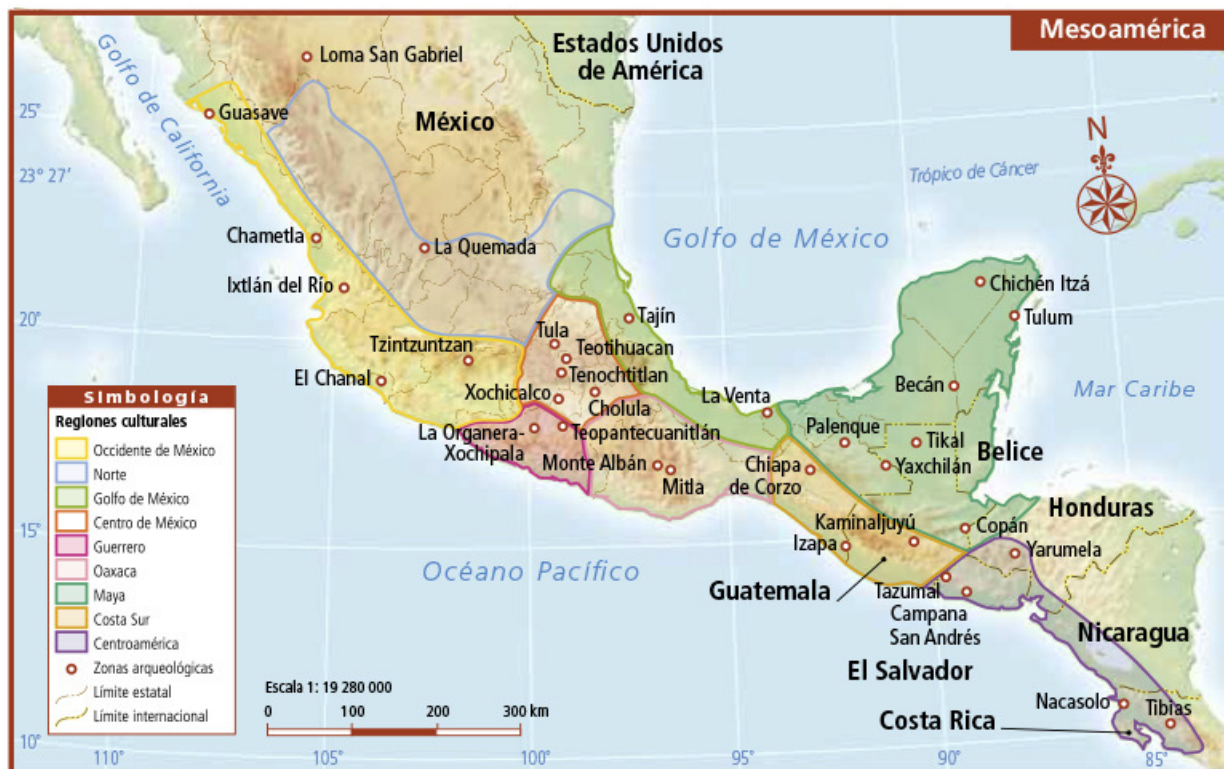 Mesoamérica
Estados Unidos
de América
Golfo de California
Loma San Gabriel
Guasave
México
N
25°
23° 27’
20°
15°
10°
Trópico de Cáncer
Golfo de México
Chametla
La Quemada
Ixtlán del Río
Chichén Itzá
Tulum
Tajín
Tula
Teotihuacan
Tzintzuntzan
Tenochtitlan
El Chanal
Xochicalco
Cholula
La Venta
Becán
Mar Caribe
La Organera-
Xochipala
Teopantecuanitlán
Palenque
Tikal
Belice
Monte Albán
Mitla
Chiapa
de Corzo
Yaxchilán
Honduras
Kaminaljuyú
Copán
Izapa
Yarumela
Océano Pacífico
Guatemala
Tazumal
Campana
San Andrés
Nicaragua
El Salvador
Nacasolo
Tibias
Costa Rica
Simbología
Regiones culturales
Occidente de México
Norte
Golfo de México
Centro de México
Guerrero
Oaxaca
Maya
Costa Sur
Centroamérica
Zonas arqueológicas
Límite estatal
Límite internacional
Escala 1: 19 280 000
0 100 200 300 km
110° 105° 100° 95° 90° 85°